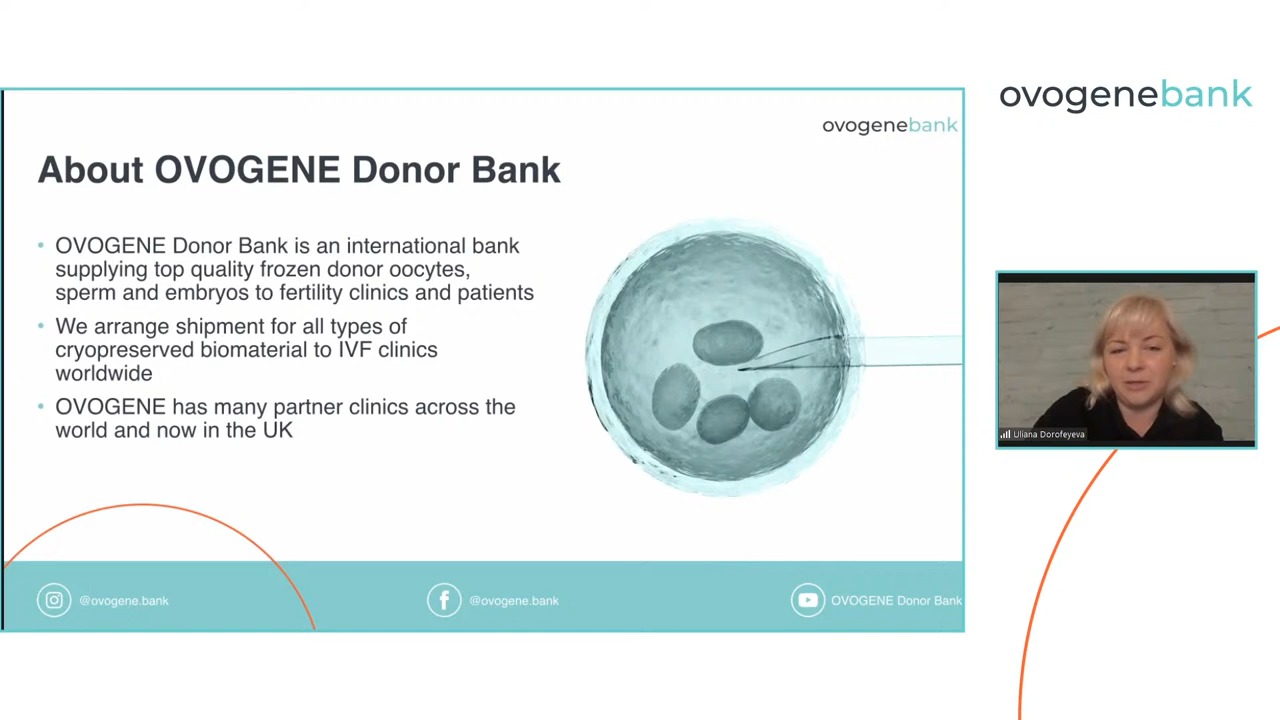 ovogenebank
ovogenebank
About OVOGENE Donor Bank
• OVOGENE Donor Bank is an international bank
supplying top quality frozen donor oocytes,
sperm and embryos to fertility clinics and patients
• We arrange shipment for all types of
cryopreserved biomaterial to IVF clinics
worldwide
• OVOGENE has many partner clinics across the
world and now in the UK
Uliana Dorofeyeva
@ovogene.bank
@ovogene.bank
OVOGENE Donor Bank